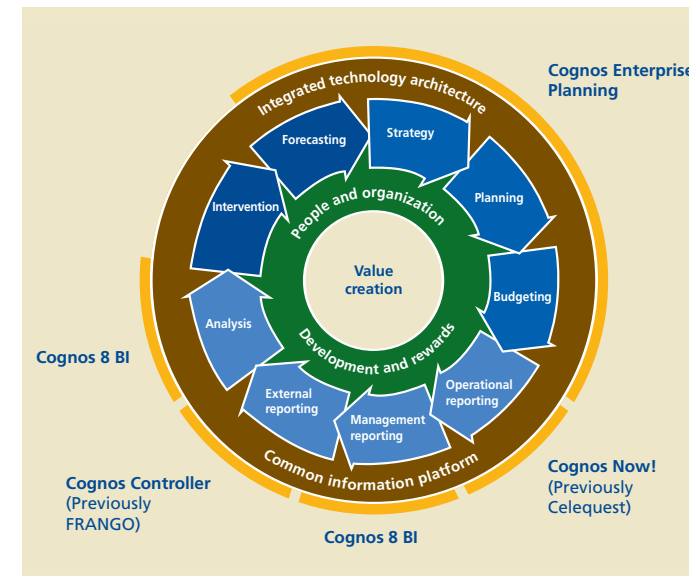 Cognos Enterprise
Planning
Integrated technology architecture
Forecasting
Strategy
Planning
Intervention
People and organization
Value
creation
Budgeting
Analysis
Development and rewards
Cognos 8 BI
External
reporting
Management
reporting
Operational
reporting
Common information platform
Cognos Controller
(Previously
FRANGO)
Cognos 8 BI
Cognos Now!
(Previously
Celequest)